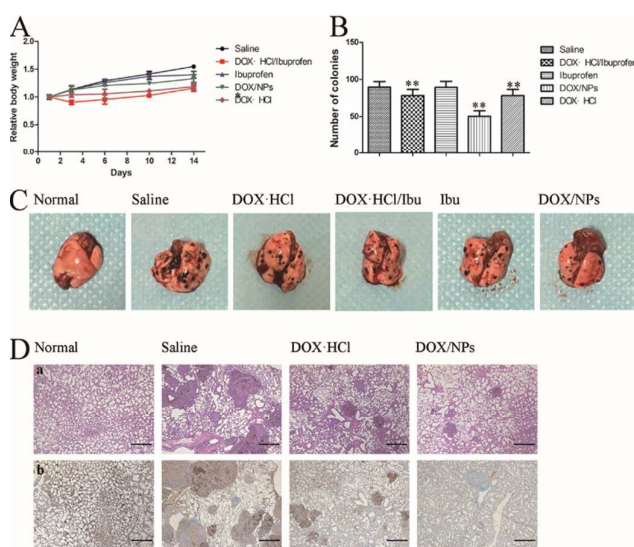 A
Relative body weight
2.0
1.5
1.0
0.5
0.0
0 2 4 6 8 10 12 14
Days
Saline
DOX· HCl/Ibuprofen
Ibuprofen
DOX/NPs
DOX· HCl
*
B
Number of colonies
150
100
50
0
** ** **
Saline
DOX· HCl/Ibuprofen
Ibuprofen
DOX/NPs
DOX· HCl
C
Normal Saline DOX·HCl DOX·HCl/Ibu Ibu DOX/NPs
D
Normal Saline DOX·HCl DOX/NPs
a
b